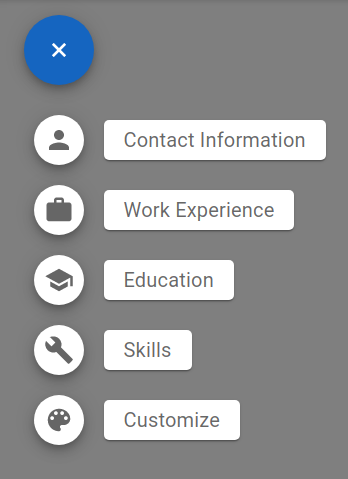 Contact Information
Work Experience
Education
Skills
Customize